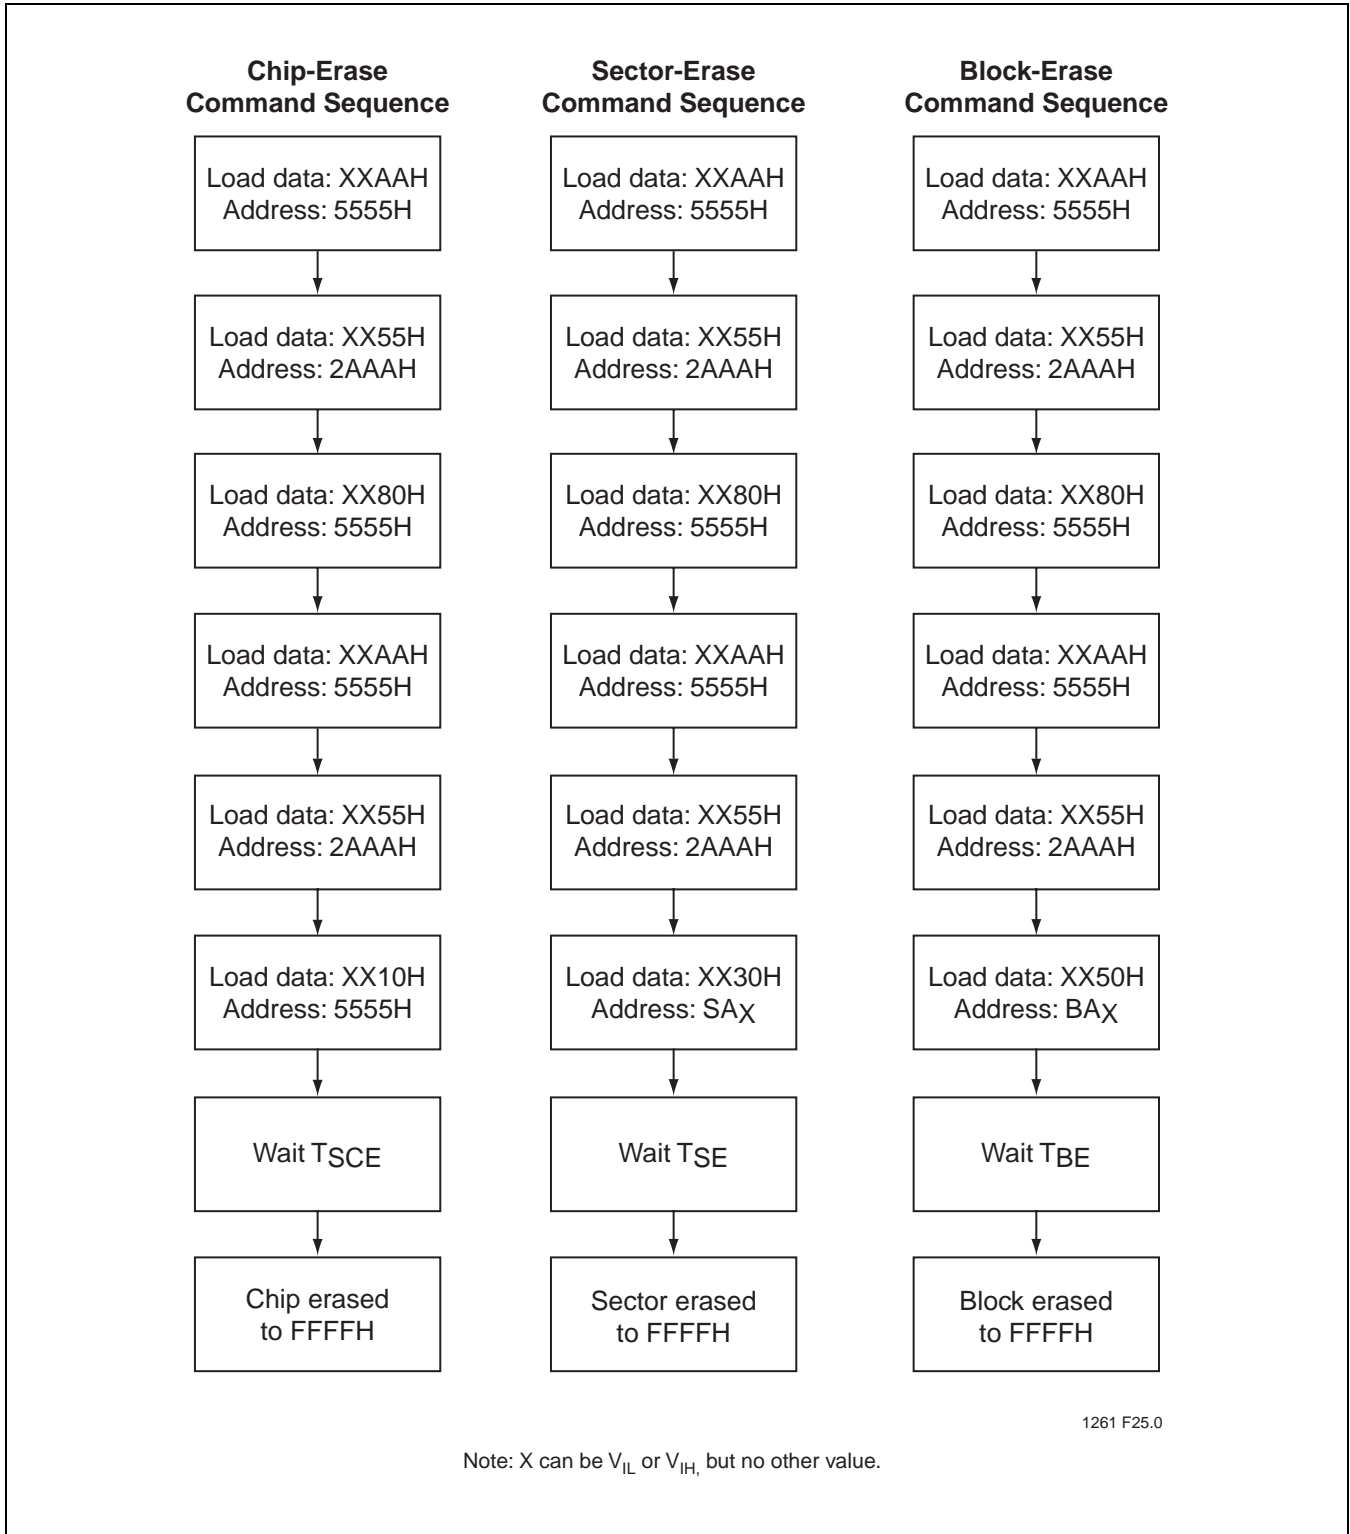 Chip-Erase
Command Sequence
Load data: XXAAH
Address: 5555H
Load data: XX55H
Address: 2AAAH
Load data: XX80H
Address: 5555H
Load data: XXAAH
Address: 5555H
Load data: XX55H
Address: 2AAAH
Load data: XX10H
Address: 5555H
Wait TSCE
Chip erased
to FFFFH
Sector-Erase
Command Sequence
Load data: XXAAH
Address: 5555H
Load data: XX55H
Address: 2AAAH
Load data: XX80H
Address: 5555H
Load data: XXAAH
Address: 5555H
Load data: XX55H
Address: 2AAAH
Load data: XX30H
Address: SAX
Wait TSE
Sector erased
to FFFFH
Block-Erase
Command Sequence
Load data: XXAAH
Address: 5555H
Load data: XX55H
Address: 2AAAH
Load data: XX80H
Address: 5555H
Load data: XXAAH
Address: 5555H
Load data: XX55H
Address: 2AAAH
Load data: XX50H
Address: BAX
Wait TBE
Block erased
to FFFFH
1261 F25.0
Note: X can be VIL or VIH, but no other value.